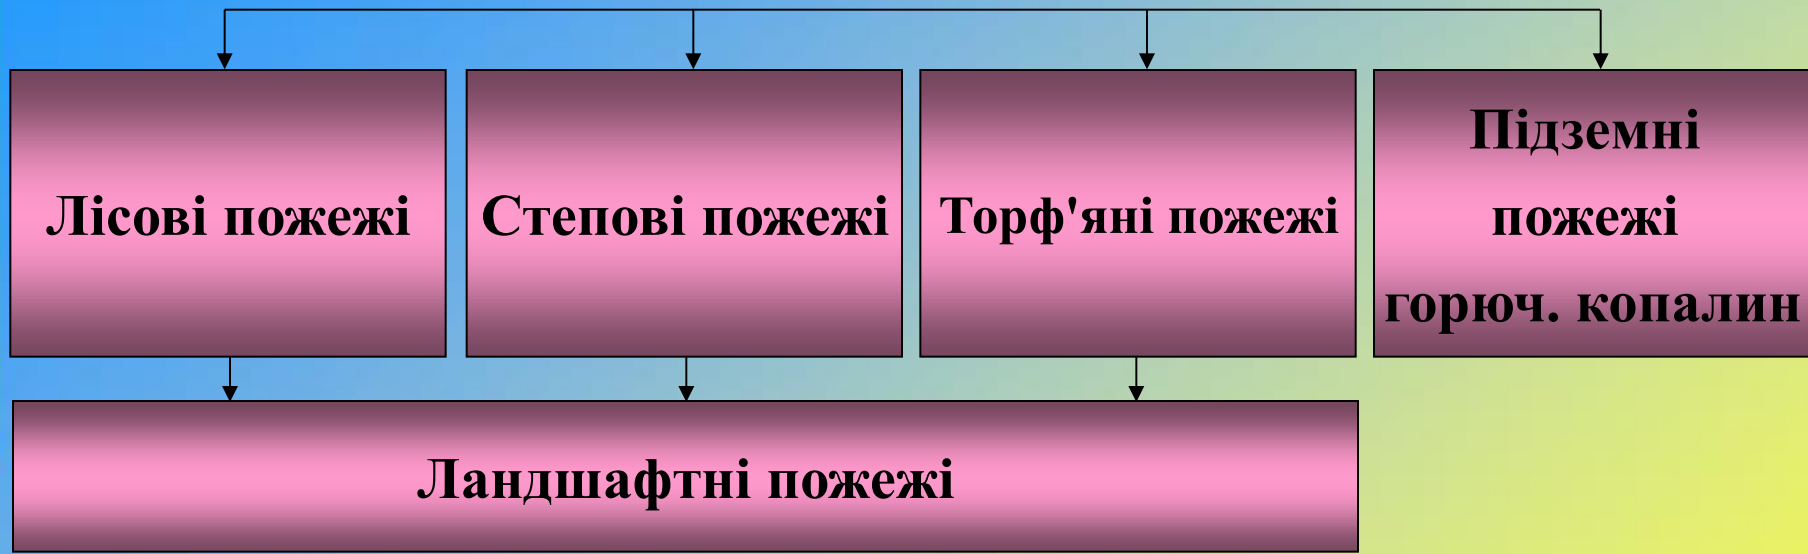 Лісові пожежі
Степові пожежі
Торф'яні пожежі
Підземні
пожежі
горюч. копалин
Ландшафтні пожежі